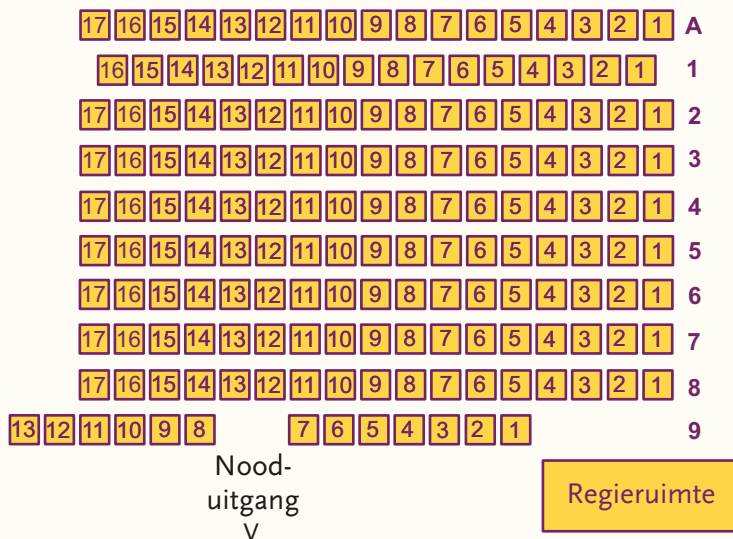 17 16 15 14 13 12 11 10 9 8 7 6 5 4 3 2 1 A
16 15 14 13 12 11 10 9 8 7 6 5 4 3 2 1 1
17 16 15 14 13 12 11 10 9 8 7 6 5 4 3 2 1 2
17 16 15 14 13 12 11 10 9 8 7 6 5 4 3 2 1 3
17 16 15 14 13 12 11 10 9 8 7 6 5 4 3 2 1 4
17 16 15 14 13 12 11 10 9 8 7 6 5 4 3 2 1 5
17 16 15 14 13 12 11 10 9 8 7 6 5 4 3 2 1 6
17 16 15 14 13 12 11 10 9 8 7 6 5 4 3 2 1 7
17 16 15 14 13 12 11 10 9 8 7 6 5 4 3 2 1 8
13 12 11 10 9 8 7 6 5 4 3 2 1 9
Nood-
uitgang
V
Regieruimte